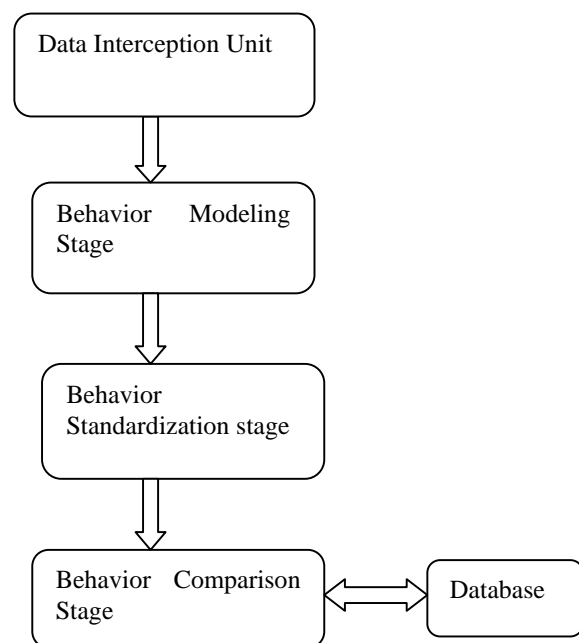 Data Interception Unit
Behavior Modeling
Stage
Behavior
Standardization stage
Behavior Comparison
Stage
Database